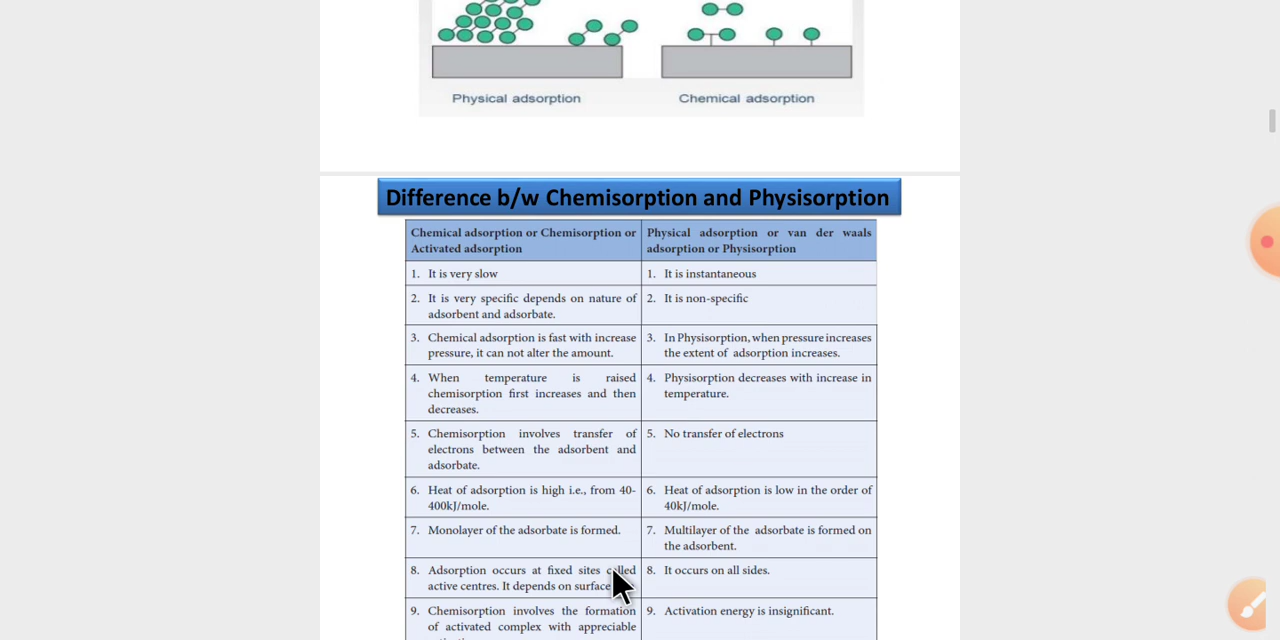 Physical adsorption
Chemical adsorption
Difference b/w Chemisorption and Physisorption
Chemical adsorption or Chemisorption or
Activated adsorption
Physical adsorption or van der waals
adsorption or Physisorption
1. It is very slow
1. It is instantaneous
2. It is very specific depends on nature of
adsorbent and adsorbate.
2. It is non-specific
3. Chemical adsorption is fast with increase
pressure, it can not alter the amount.
3. In Physisorption, when pressure increases
the extent of adsorption increases.
4. When temperature is raised
chemisorption first increases and then
decreases.
4. Physisorption decreases with increase in
temperature.
5. Chemisorption involves transfer of
electrons between the adsorbent and
adsorbate.
5. No transfer of electrons
6. Heat of adsorption is high i.e., from 40-
400kJ/mole.
6. Heat of adsorption is low in the order of
40kJ/mole.
7. Monolayer of the adsorbate is formed.
7. Multilayer of the adsorbate is formed on
the adsorbent.
8. Adsorption occurs at fixed sites called
active centres. It depends on surface
8. It occurs on all sides.
9. Chemisorption involves the formation
of activated complex with appreciable
9. Activation energy is insignificant.